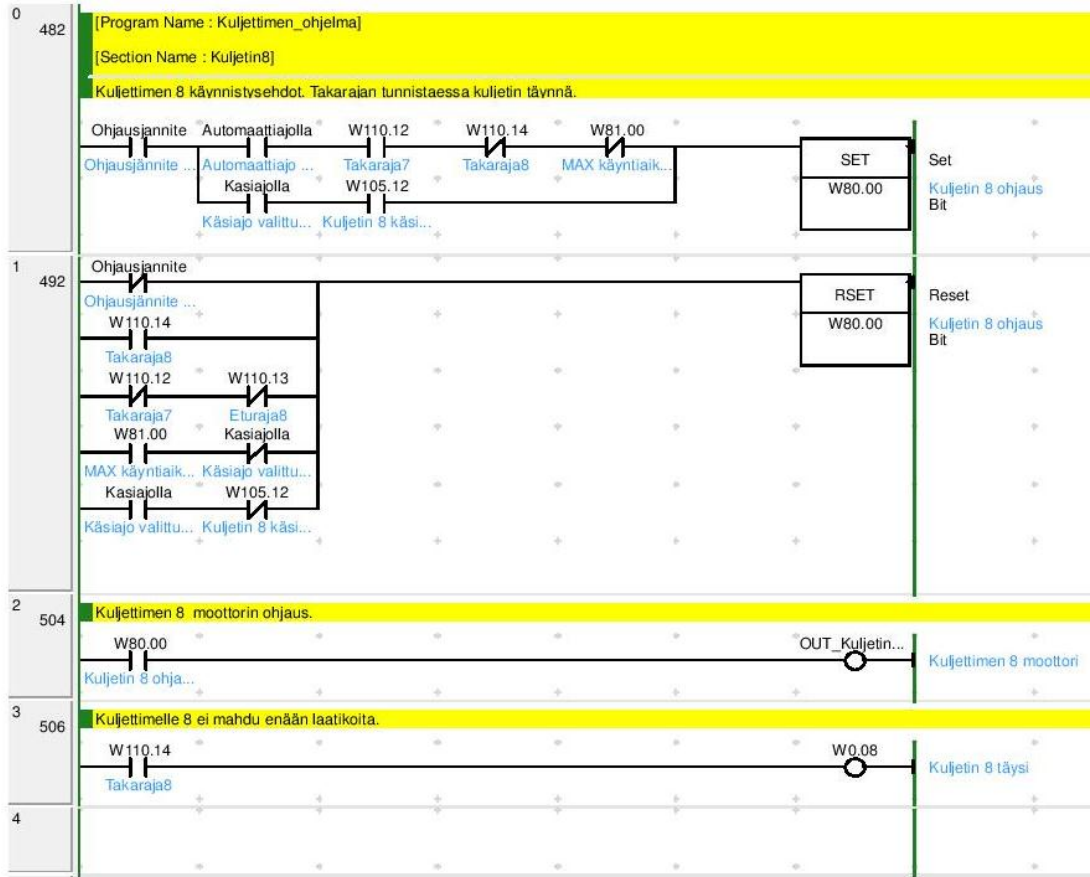 0
482
[Program Name : Kuljettimen_ohjelma]
[Section Name : Kuljetin8]
Kuljettimen 8 käynnistysehdot. Takarajan tunnistaessa kuljetin täynnä.
Ohjausjannite Automaattiajolla W110.12 W110.14 W81.00
Ohjausjännite ... Automaattiajo ... Takaraja7 Takaraja8 MAX käyntiaik...
SET Set
W80.00 Kuljetin 8 ohjaus
Bit
Kasiajolla W105.12
Käsiajo valittu... Kuljetin 8 käsi...
1
492
Ohjausjannite
Ohjausjännite ...
RSET Reset
W80.00 Kuljetin 8 ohjaus
Bit
W110.14
Takaraja8
W110.12 W110.13
Takaraja7 Eturaja8
W81.00 Kasiajolla
MAX käyntiaik... Käsiajo valittu...
Kasiajolla W105.12
Käsiajo valittu... Kuljetin 8 käsi...
2
504
Kuljettimen 8 moottorin ohjaus.
W80.00 OUT_Kuljetin...
Kuljetin 8 ohja... Kuljettimen 8 moottori
3
506
Kuljettimelle 8 ei mahdu enään laatikoita.
W110.14 W0.08
Takaraja8 Kuljetin 8 täysi
4